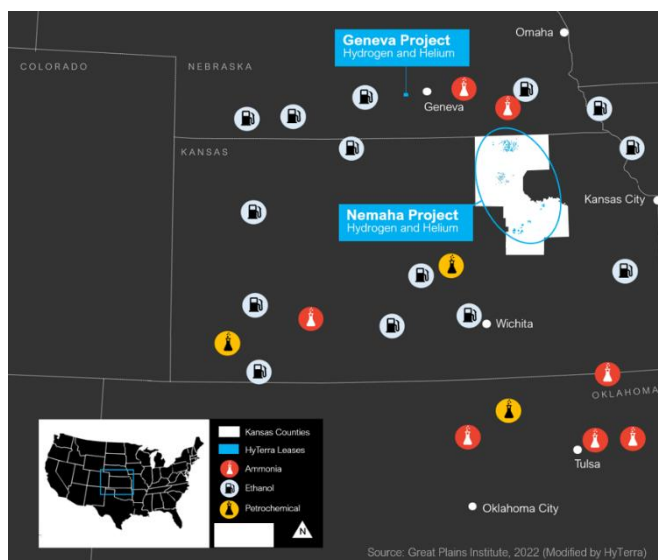 Omaha
Geneva Project
Hydrogen and Helium
COLORADO
NEBRASKA
Geneva
KANSAS
Kansas City
Nemaha Project
Hydrogen and Helium
Wichita
OKLAHOMA
Kansas Counties
HyTerra Leases
Ammonia
Ethanol
Petrochemical
N
Tulsa
Oklahoma City
Source: Great Plains Institute, 2022 (Modified by HyTerra)